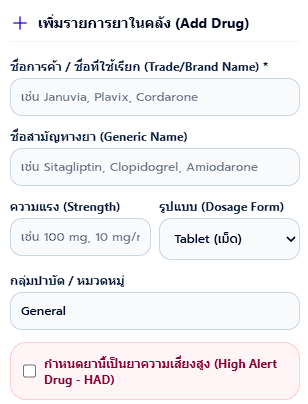 + เพิ่มรายการยาในคลัง (Add Drug)
ชื่อการค้า / ชื่อที่ใช้เรียก (Trade/Brand Name) *
เช่น Januvia, Plavix, Cordarone
ชื่อสามัญทางยา (Generic Name)
เช่น Sitagliptin, Clopidogrel, Amiodarone
ความแรง (Strength) รูปแบบ (Dosage Form)
เช่น 100 mg, 10 mg/r Tablet (เม็ด)
กลุ่มบำบัด / หมวดหมู่
General
กำหนดยานี้เป็นยาความเสี่ยงสูง (High Alert
Drug - HAD)